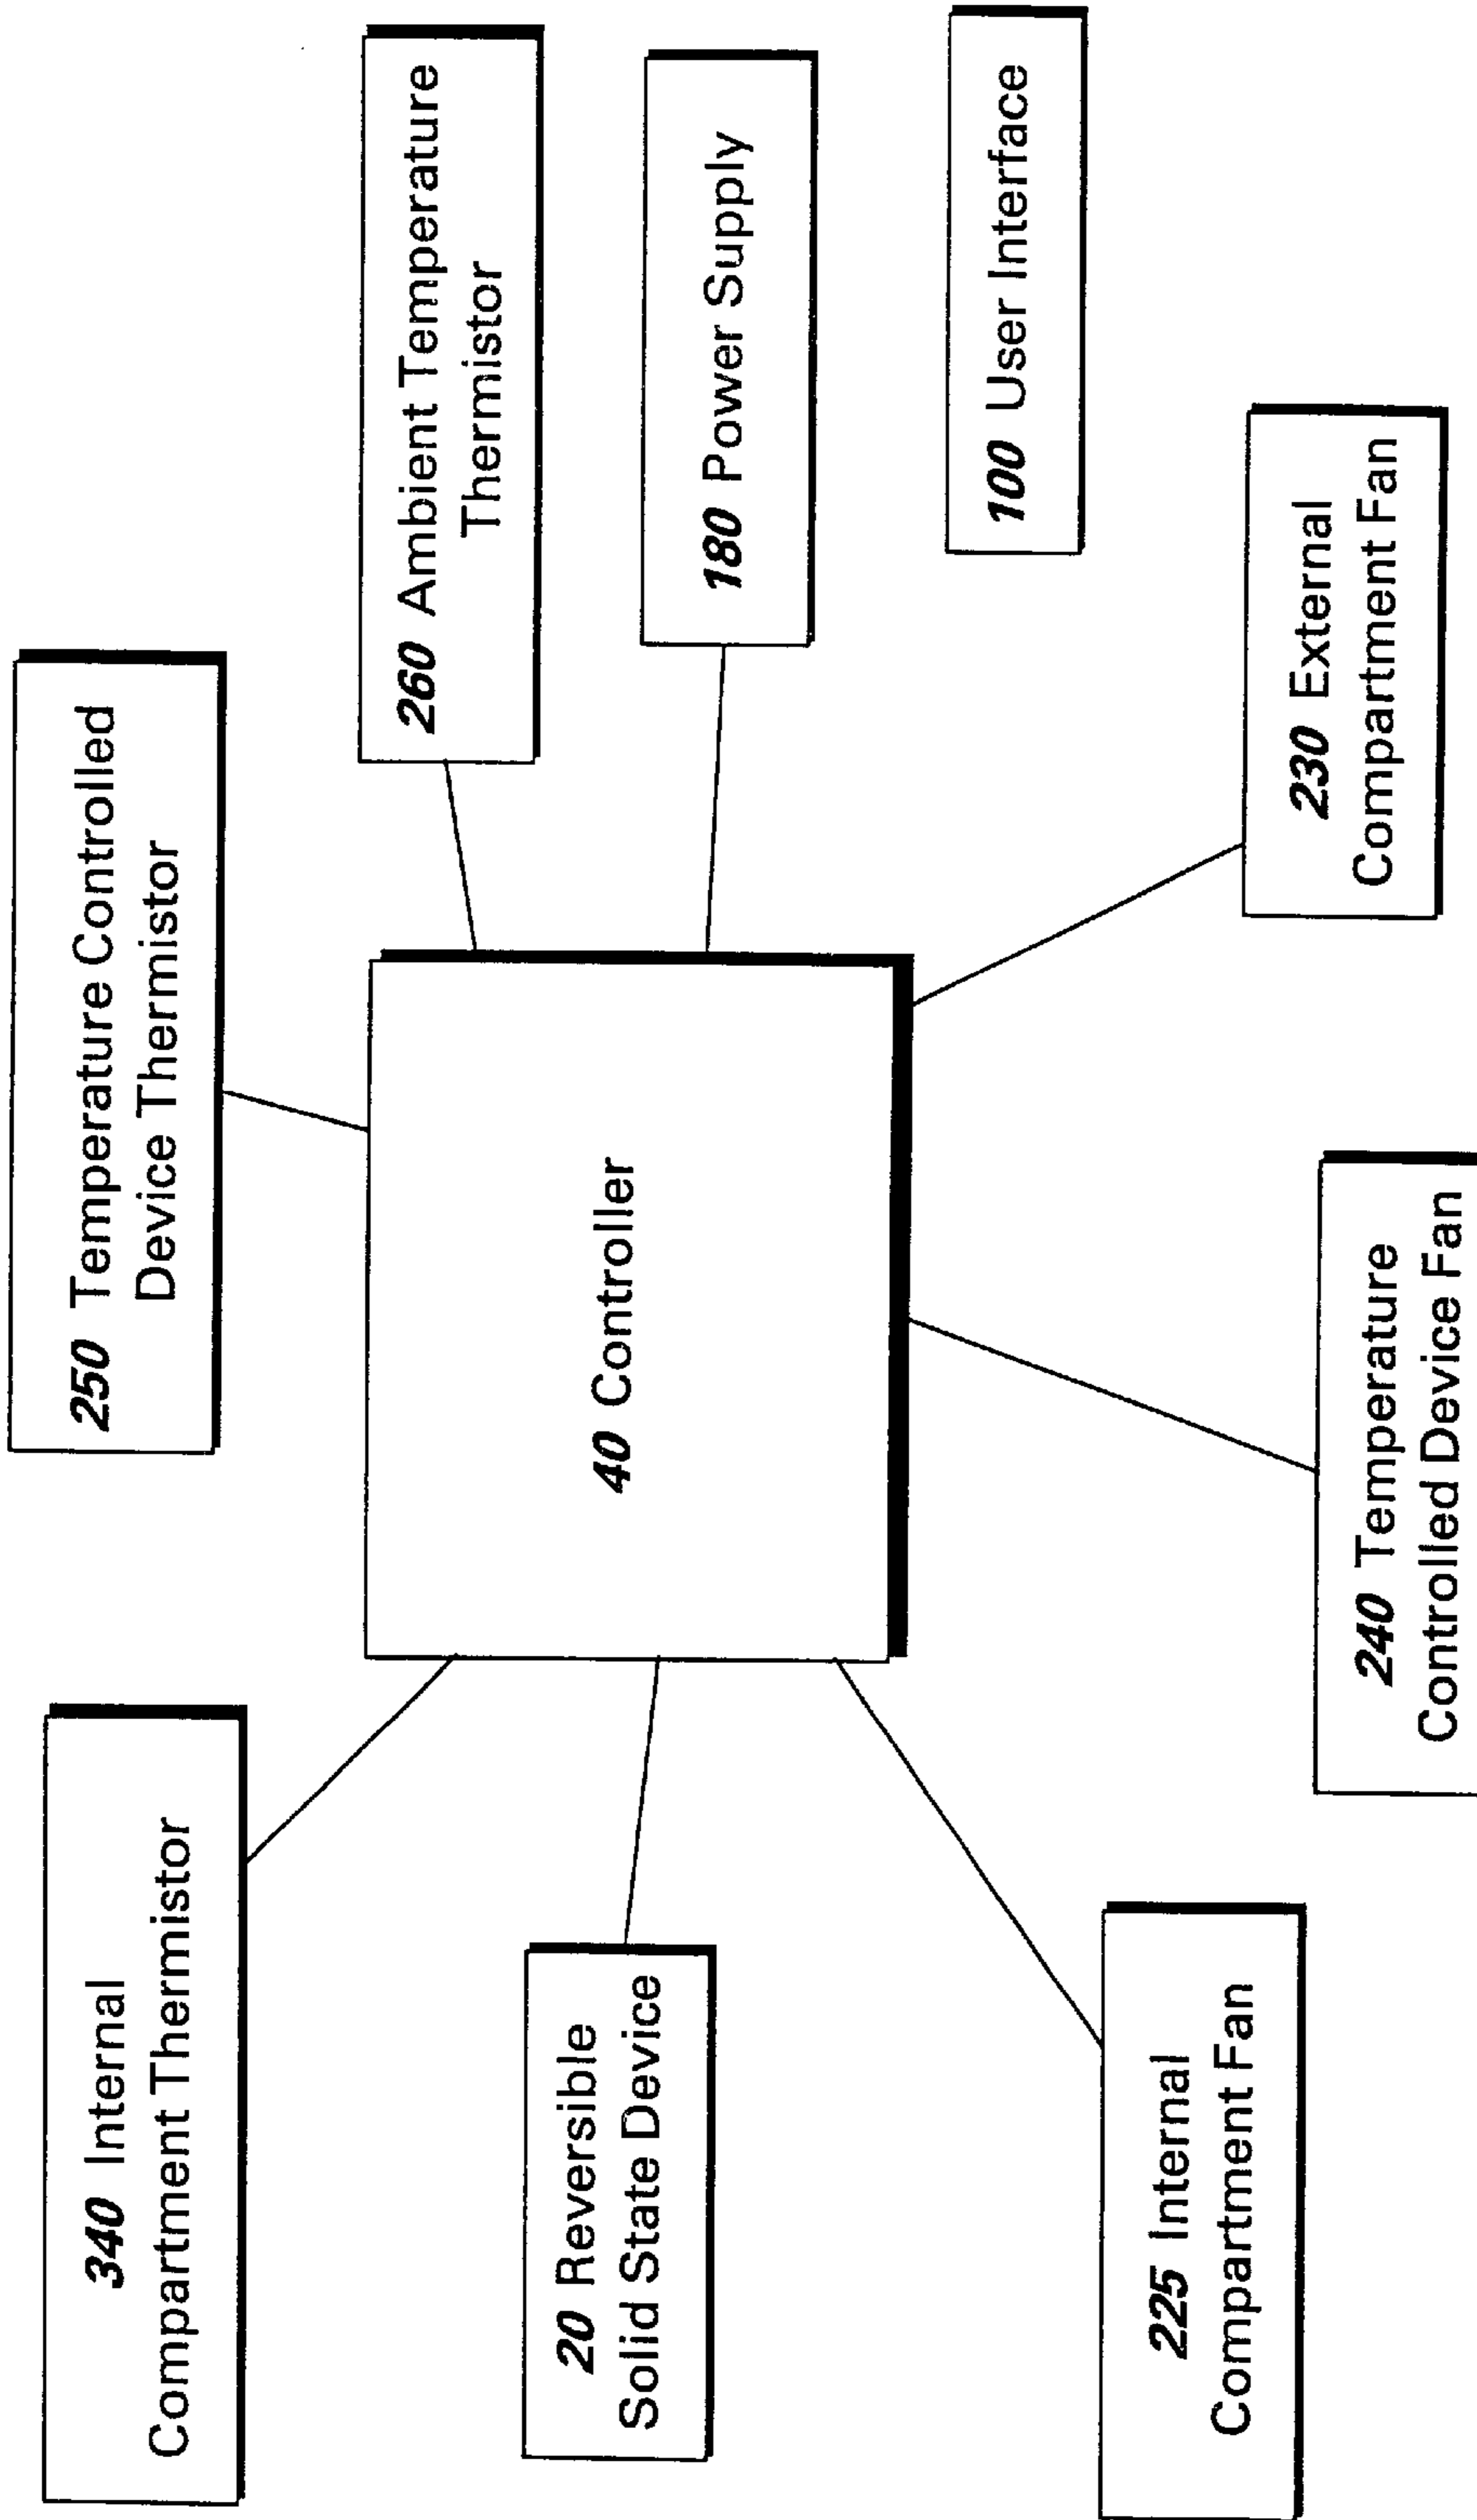 340 Internal
Compartment Thermistor
250 Temperature Controlled
Device Thermistor
260 Ambient Temperature
Thermistor
20 Reversible
Solid State Device
40 Controller
180 Power Supply
100 User Interface
225 Internal
Compartment Fan
240 Temperature
Controlled Device Fan
230 External
Compartment Fan